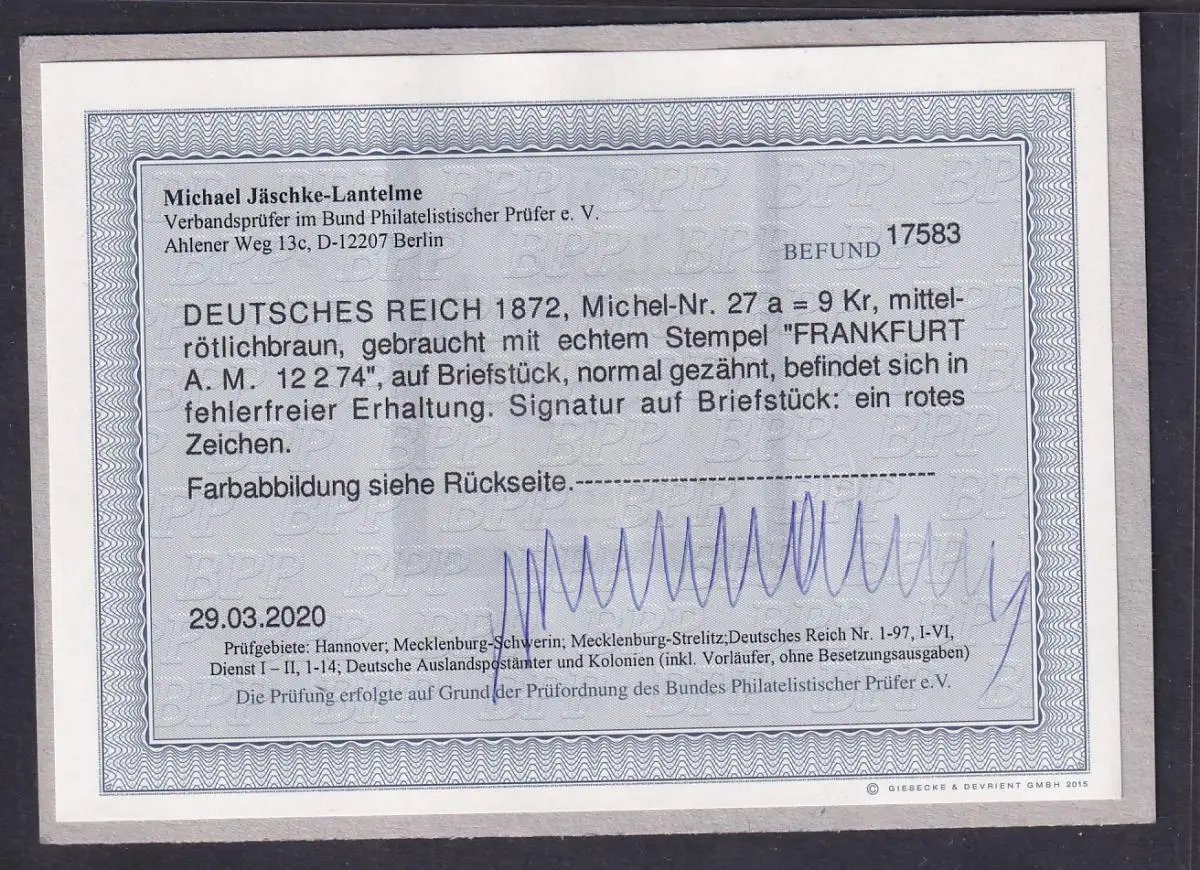 Michael Jäschke-Lantelme
Verbandsprüfer im Bund Philatelistischer Prüfer e. V.
Ahlener Weg 13c, D-12207 Berlin
BEFUND 17583
DEUTSCHES REICH 1872, Michel-Nr. 27 a = 9 Kr, mittel-
rötlichbraun, gebraucht mit echtem Stempel "FRANKFURT
A. M. 12 2 74", auf Briefstück, normal gezähnt, befindet sich in
fehlerfreier Erhaltung. Signatur auf Briefstück: ein rotes
Zeichen.
Farbabbildung siehe Rückseite.------------------------------------
29.03.2020
Prüfgebiete: Hannover; Mecklenburg-Schwerin; Mecklenburg-Strelitz;Deutsches Reich Nr. 1-97, I-VI,
Dienst I – II, 1-14; Deutsche Auslandspostämter und Kolonien (inkl. Vorläufer, ohne Besetzungsausgaben)
Die Prüfung erfolgte auf Grund der Prüfordnung des Bundes Philatelistischer Prüfer e.V.
© GIESECKE & DEVRIENT GMBH 2015